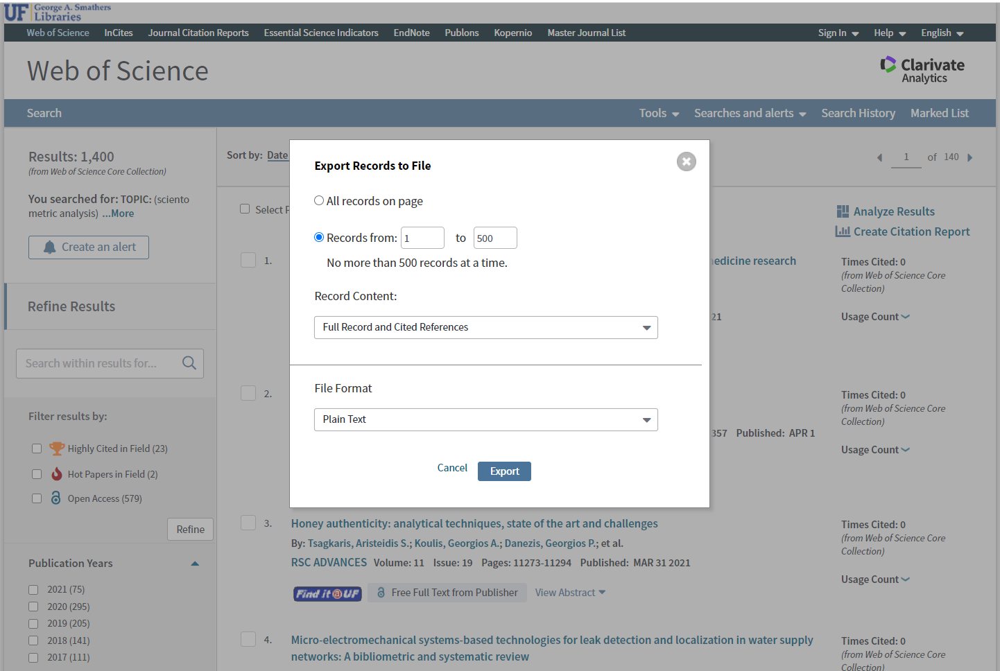 UF George A. Smathers
Libraries
Web of Science InCites Journal Citation Reports Essential Science Indicators EndNote Publons Kopernio Master Journal List Sign In Help English
Web of Science
Clarivate
Analytics
Search Tools Searches and alerts Search History Marked List
Results: 1,400
(from Web of Science Core Collection)
You searched for: TOPIC: (sciento
metric analysis) ...More
Create an alert
Refine Results
Search within results for...
Filter results by:
Highly Cited in Field (23)
Hot Papers in Field (2)
Open Access (579)
Refine
Publication Years
2021 (75)
2020 (295)
2019 (205)
2018 (141)
2017 (111)
Sort by: Date
1 of 140
Select P
Export Records to File
All records on page
Records from: 1 to 500
No more than 500 records at a time.
Record Content:
Full Record and Cited References
File Format
Plain Text
Cancel Export
Analyze Results
Create Citation Report
1. edicine research
21
Times Cited: 0
(from Web of Science Core
Collection)
Usage Count
2.
357 Published: APR 1
Times Cited: 0
(from Web of Science Core
Collection)
Usage Count
3. Honey authenticity: analytical techniques, state of the art and challenges
By: Tsagkaris, Aristeidis S.; Koulis, Georgios A.; Danezis, Georgios P.; et al.
RSC ADVANCES Volume: 11 Issue: 19 Pages: 11273-11294 Published: MAR 31 2021
Find it@UF Free Full Text from Publisher View Abstract
Times Cited: 0
(from Web of Science Core
Collection)
Usage Count
4. Micro-electromechanical systems-based technologies for leak detection and localization in water supply
networks: A bibliometric and systematic review
Times Cited: 0
(from Web of Science Core
Collection)